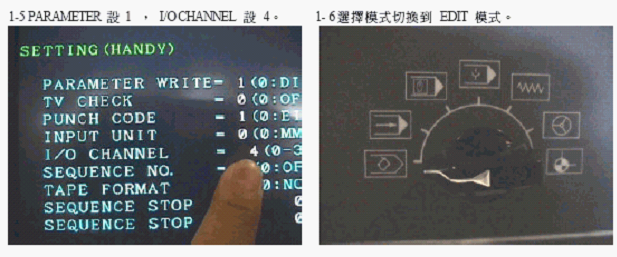 1-5 PARAMETER 設 1 , I/O CHANNEL 設 4。
1-6選擇模式切換到 EDIT 模式。
SETTING (HANDY)
PARAMETER WRITE= 1 (0:DI
TV CHECK = 0 (0:OF
PUNCH CODE = 1 (0:EI
INPUT UNIT = 0 (0:MM
I/O CHANNEL = 4 (0-3
SEQUENCE NO. = (0:OF
TAPE FORMAT 0:NO
SEQUENCE STOP 0
SEQUENCE STOP 0